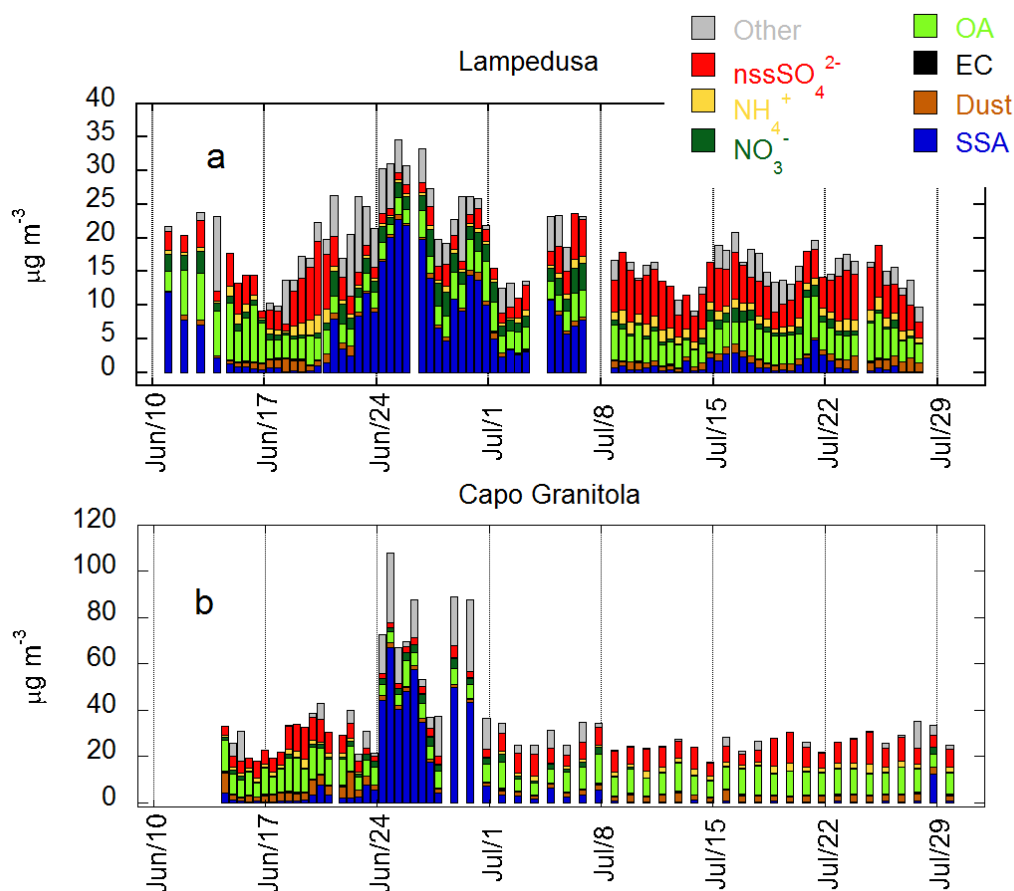 Other
OA
nssSO₄²⁻
EC
NH₄⁺
Dust
NO₃⁻
SSA
Lampedusa
a
40
35
30
25
20
15
10
5
0
µg m⁻³
Jun/10
Jun/17
Jun/24
Jul/1
Jul/8
Jul/15
Jul/22
Jul/29
Capo Granitola
b
120
100
80
60
40
20
0
µg m⁻³
Jun/10
Jun/17
Jun/24
Jul/1
Jul/8
Jul/15
Jul/22
Jul/29